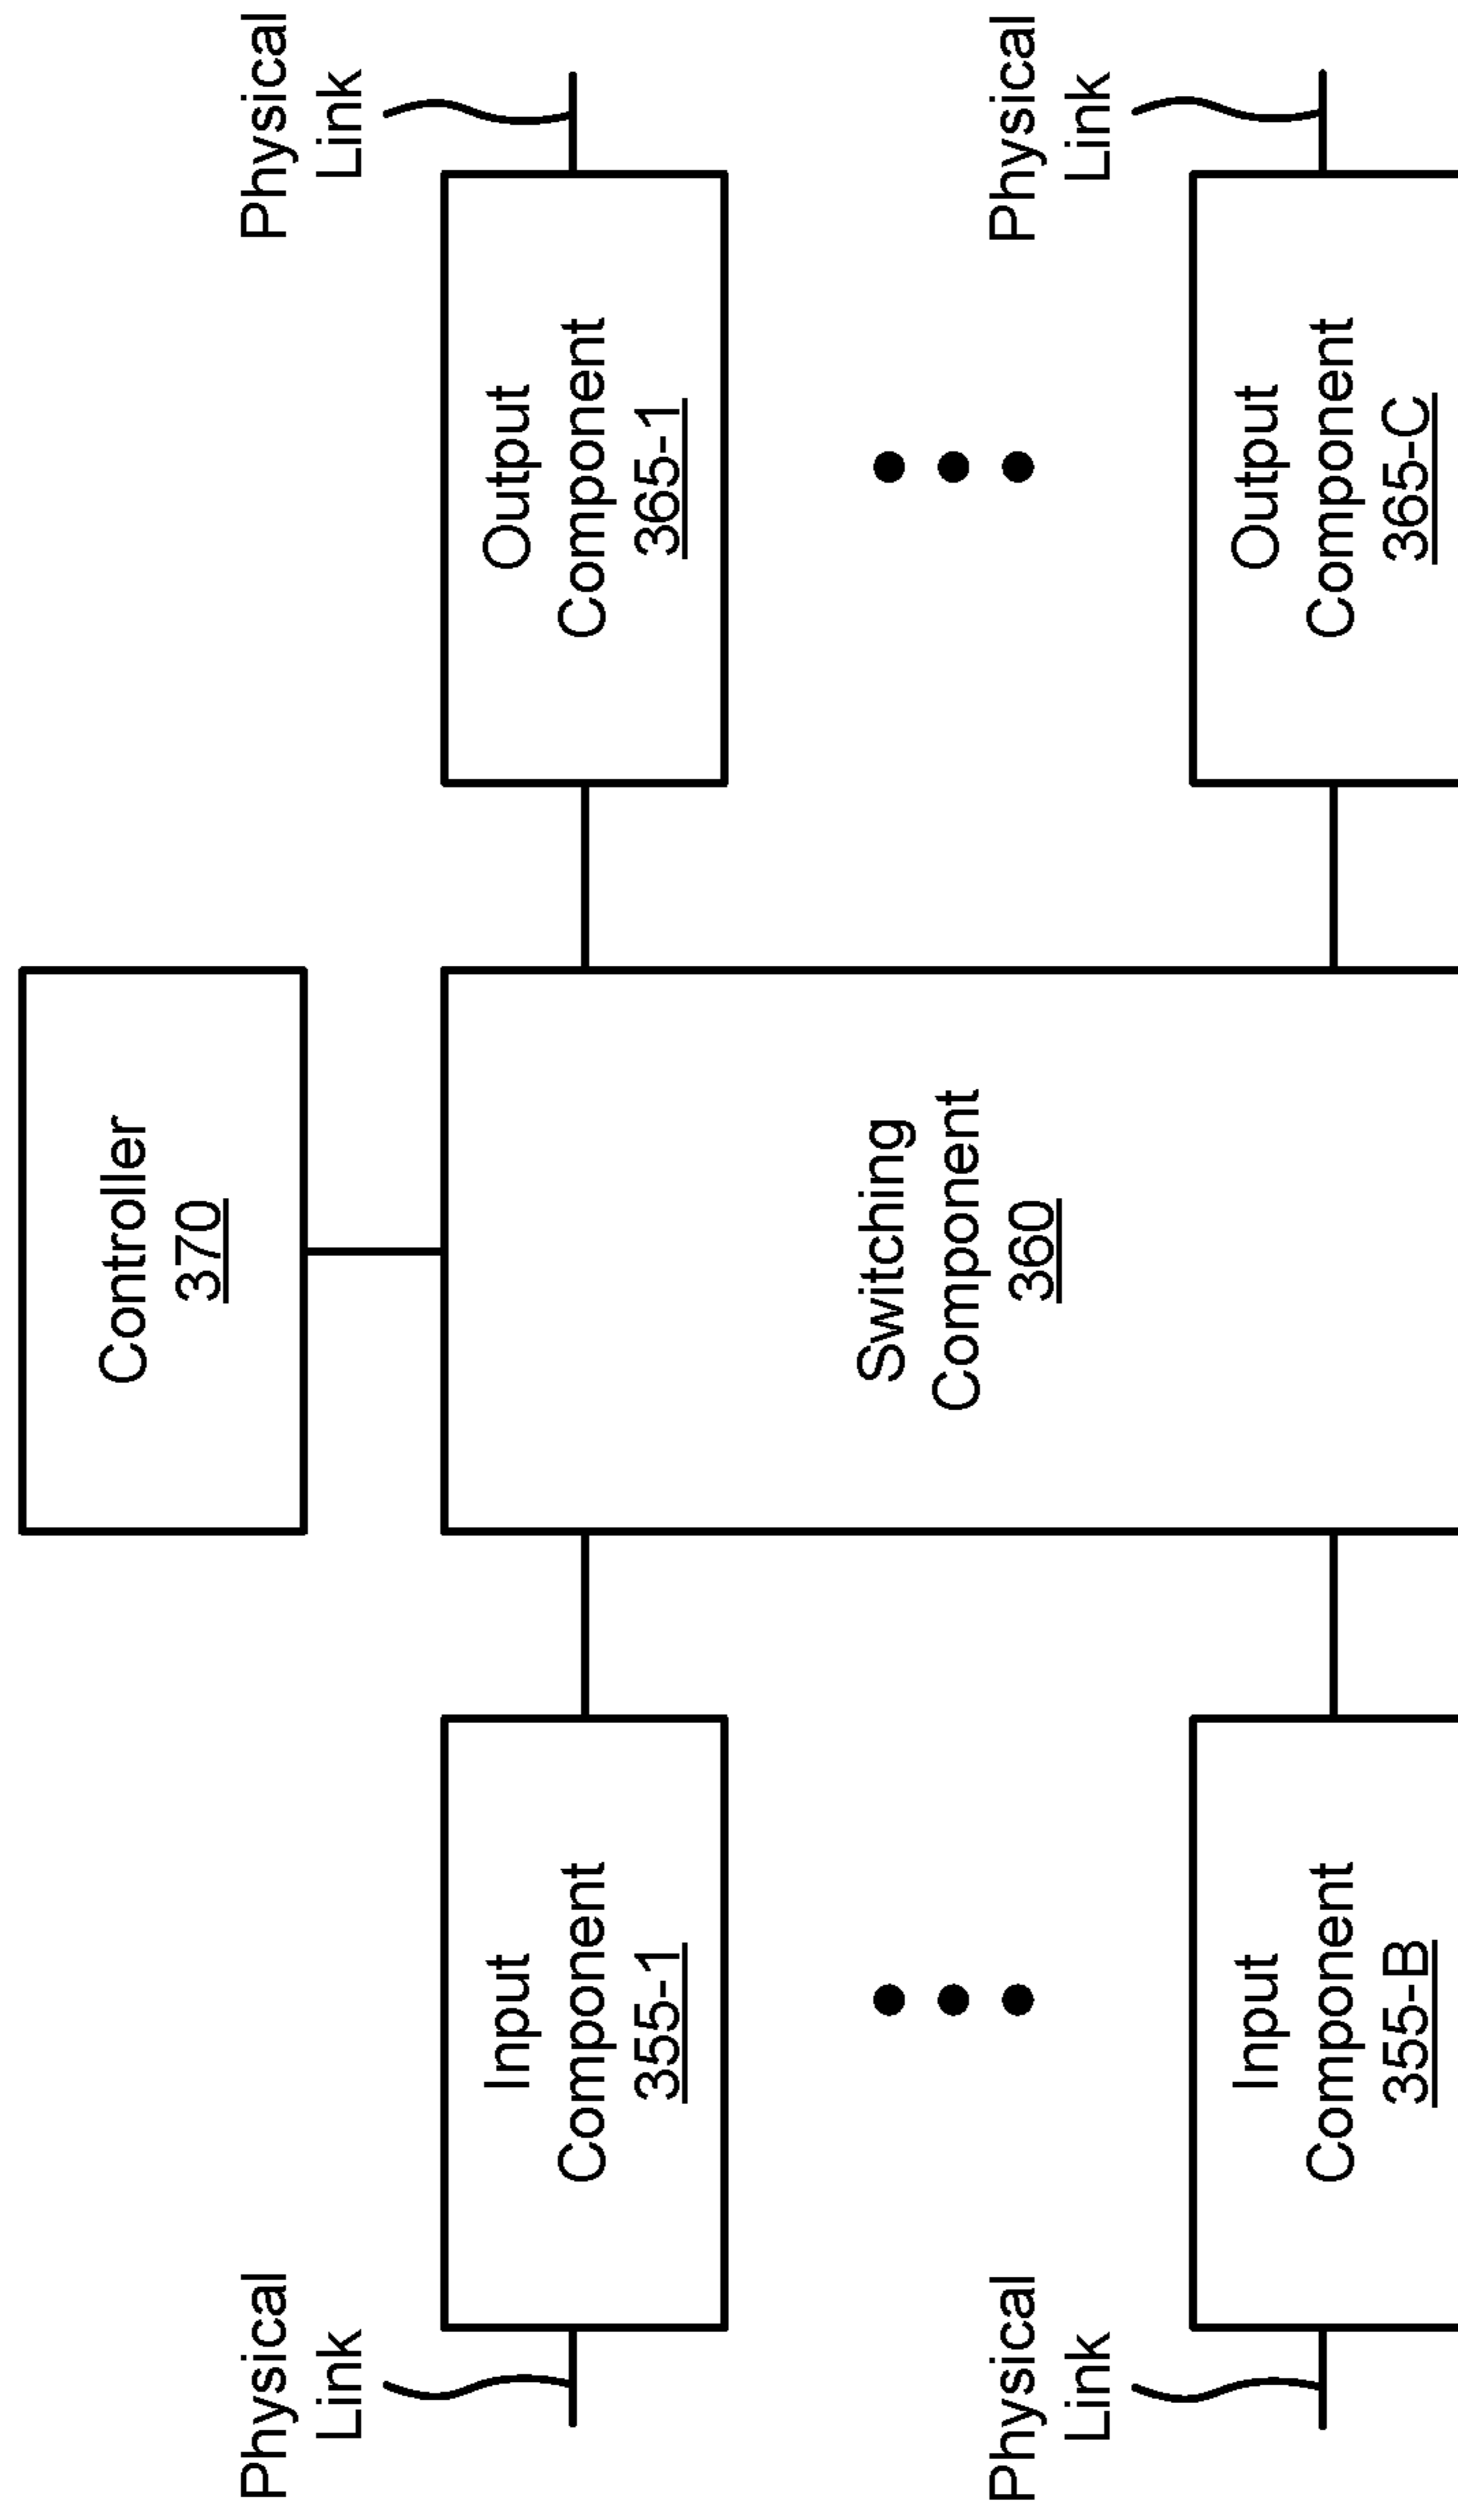 Controller
370
Physical
Link
Input
Component
355-1
Switching
Component
360
Output
Component
365-1
Physical
Link
Physical
Link
Input
Component
355-B
Output
Component
365-C
Physical
Link